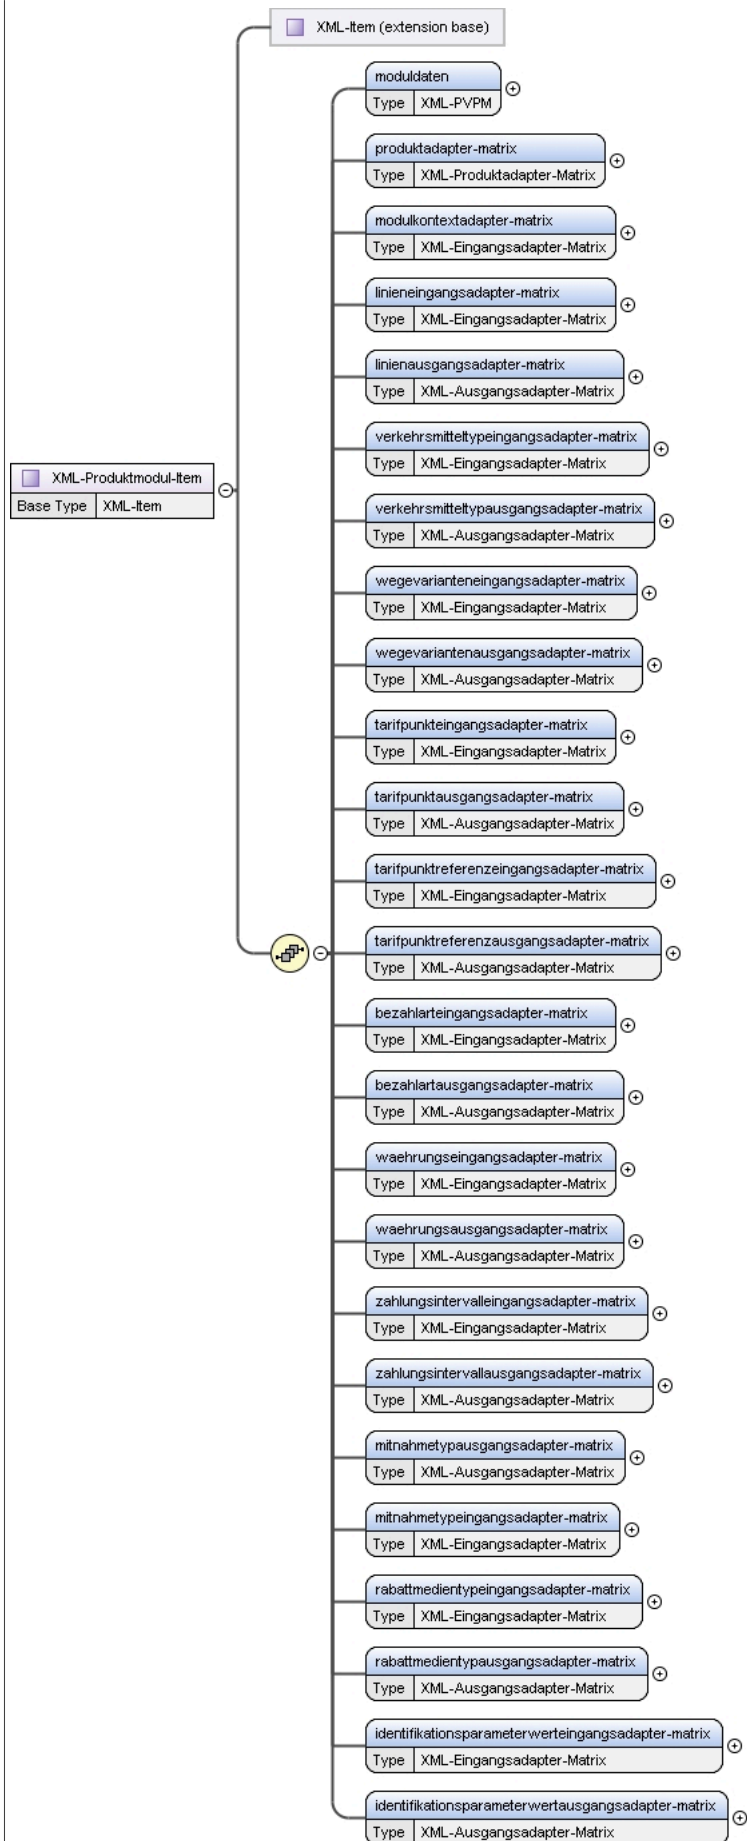 XML-Item (extension base)
moduldaten
Type XML-PVPM
produktadapter-matrix
Type XML-Produktadapter-Matrix
modulkontextadapter-matrix
Type XML-Eingangsadapter-Matrix
linieneingangsadapter-matrix
Type XML-Eingangsadapter-Matrix
linienausgangsadapter-matrix
Type XML-Ausgangsadapter-Matrix
verkehrsmitteltypeingangsadapter-matrix
Type XML-Eingangsadapter-Matrix
XML-Produktmodul-Item
Base Type XML-Item
verkehrsmitteltypausgangsadapter-matrix
Type XML-Ausgangsadapter-Matrix
wegevarianteneingangsadapter-matrix
Type XML-Eingangsadapter-Matrix
wegevariantenausgangsadapter-matrix
Type XML-Ausgangsadapter-Matrix
tarifpunkteingangsadapter-matrix
Type XML-Eingangsadapter-Matrix
tarifpunktausgangsadapter-matrix
Type XML-Ausgangsadapter-Matrix
tarifpunktreferenzeingangsadapter-matrix
Type XML-Eingangsadapter-Matrix
tarifpunktreferenzausgangsadapter-matrix
Type XML-Ausgangsadapter-Matrix
bezahlarteingangsadapter-matrix
Type XML-Eingangsadapter-Matrix
bezahlartausgangsadapter-matrix
Type XML-Ausgangsadapter-Matrix
waehrungseingangsadapter-matrix
Type XML-Eingangsadapter-Matrix
waehrungsausgangsadapter-matrix
Type XML-Ausgangsadapter-Matrix
zahlungsintervalleingangsadapter-matrix
Type XML-Eingangsadapter-Matrix
zahlungsintervallausgangsadapter-matrix
Type XML-Ausgangsadapter-Matrix
mitnahmetypausgangsadapter-matrix
Type XML-Ausgangsadapter-Matrix
mitnahmetypeingangsadapter-matrix
Type XML-Eingangsadapter-Matrix
rabattmedientypeingangsadapter-matrix
Type XML-Eingangsadapter-Matrix
rabattmedientypausgangsadapter-matrix
Type XML-Ausgangsadapter-Matrix
identifikationsparameterwerteingangsadapter-matrix
Type XML-Eingangsadapter-Matrix
identifikationsparameterwertausgangsadapter-matrix
Type XML-Ausgangsadapter-Matrix